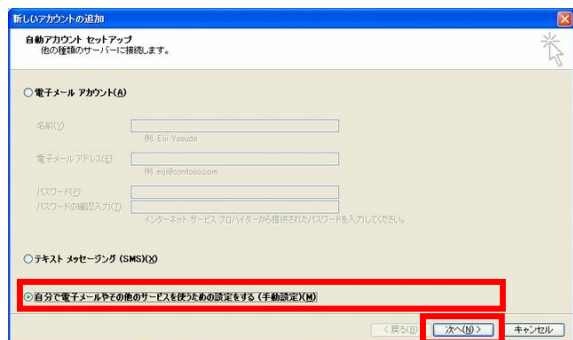 新しいアカウントの追加
自動アカウント セットアップ
他の種類のサーバーに接続します。
電子メール アカウント(A)
名前(Y):
例: Eiji Yasuda
電子メール アドレス(E):
例: eiji@contoso.com
パスワード(P):
パスワードの確認入力(T):
インターネット サービス プロバイダーから提供されたパスワードを入力してください。
テキスト メッセージング (SMS)(X)
自分で電子メールやその他のサービスを使うための設定をする (手動設定)(M)
< 戻る(B) 次へ(N) > キャンセル